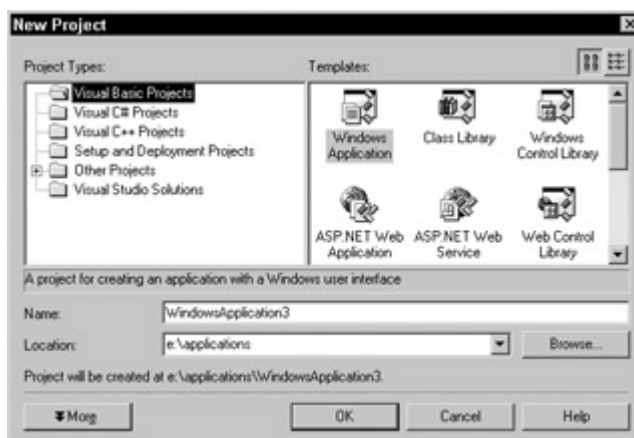 New Project
Project Types:
Templates:
Visual Basic Projects
Visual C# Projects
Visual C++ Projects
Setup and Deployment Projects
Other Projects
Visual Studio Solutions
Windows
Application
Class Library
Windows
Control Library
ASP.NET Web
Application
ASP.NET Web
Service
Web Control
Library
A project for creating an application with a Windows user interface
Name:
WindowsApplication3
Location:
e:\applications
Browse...
Project will be created at e:\applications\WindowsApplication3.
More
OK
Cancel
Help